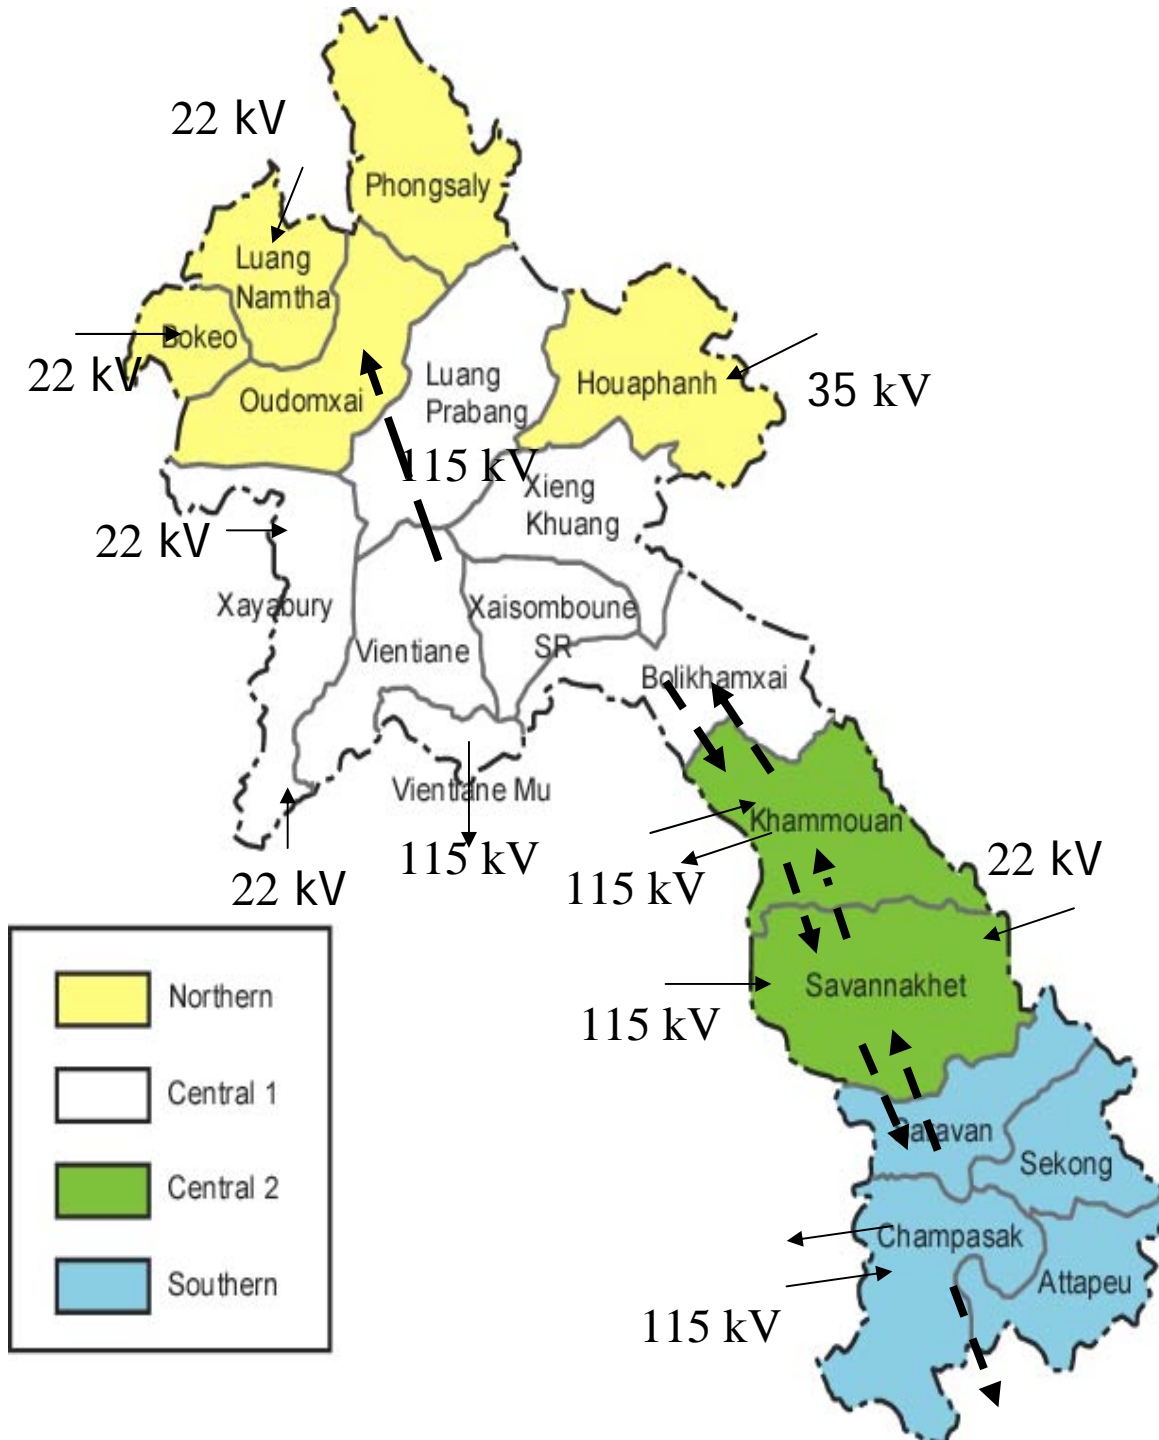 22 kV
Phongsaly
Luang
Namtha
Bokeo
22 kV
Oudomxai
Luang
Prabang
Houaphanh
35 kV
115 kV
Xieng
Khuang
22 kV
Xayabury
Xaisomboune
SR
Vientiane
Bolikhamxai
Vientiane Mu
Khammouan
115 kV
115 kV
22 kV
22 kV
Savannakhet
115 kV
Saravan
Sekong
Champasak
Attapeu
115 kV
Northern
Central 1
Central 2
Southern